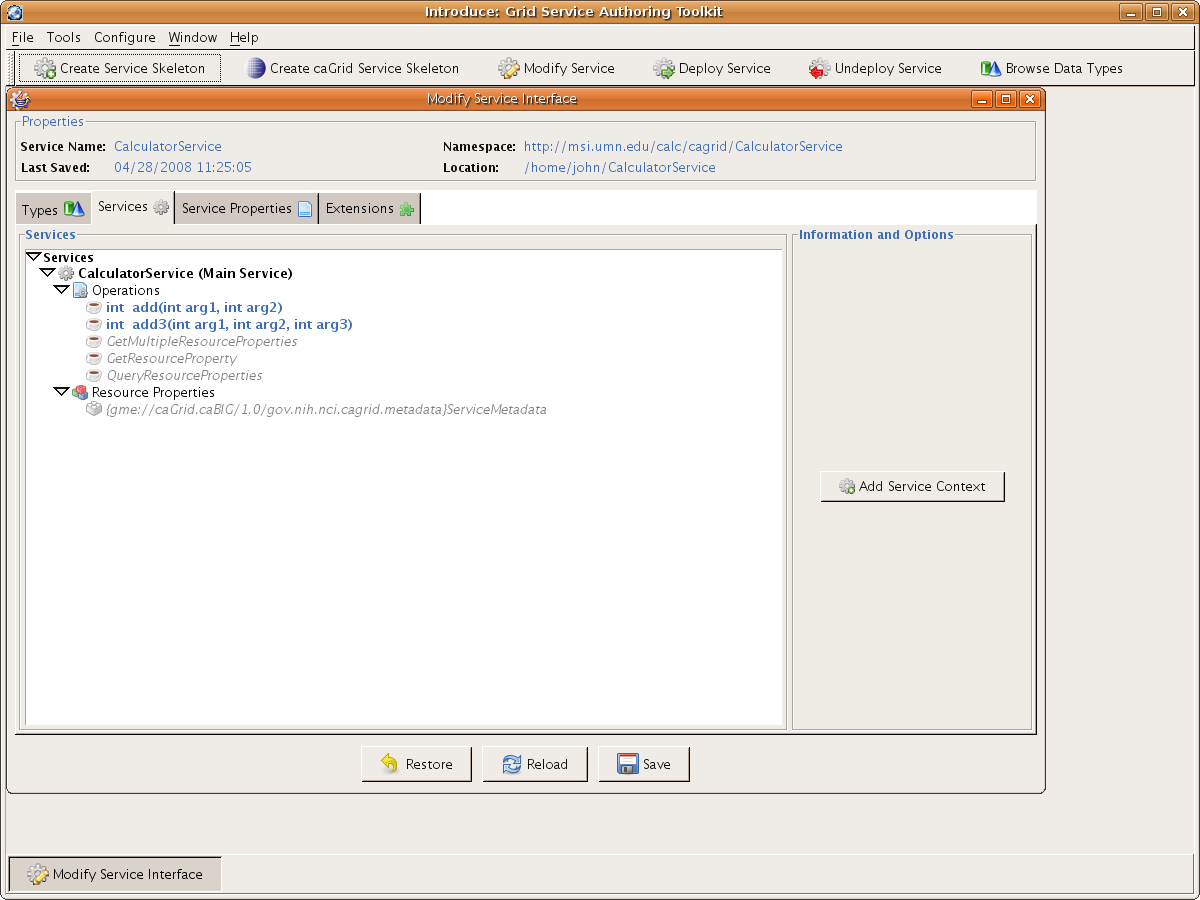 Introduce: Grid Service Authoring Toolkit
File Tools Configure Window Help
Create Service Skeleton Create caGrid Service Skeleton Modify Service Deploy Service Undeploy Service Browse Data Types
Modify Service Interface
Properties
Service Name: CalculatorService Namespace: http://msi.umn.edu/calc/cagrid/CalculatorService
Last Saved: 04/28/2008 11:25:05 Location: /home/john/CalculatorService
Types Services Service Properties Extensions
Services Information and Options
Services
CalculatorService (Main Service)
Operations
int add(int arg1, int arg2)
int add3(int arg1, int arg2, int arg3)
GetMultipleResourceProperties
GetResourceProperty
QueryResourceProperties
Resource Properties
{gme://caGrid.caBIG/1.0/gov.nih.nci.cagrid.metadata}ServiceMetadata
Add Service Context
Restore Reload Save
Modify Service Interface